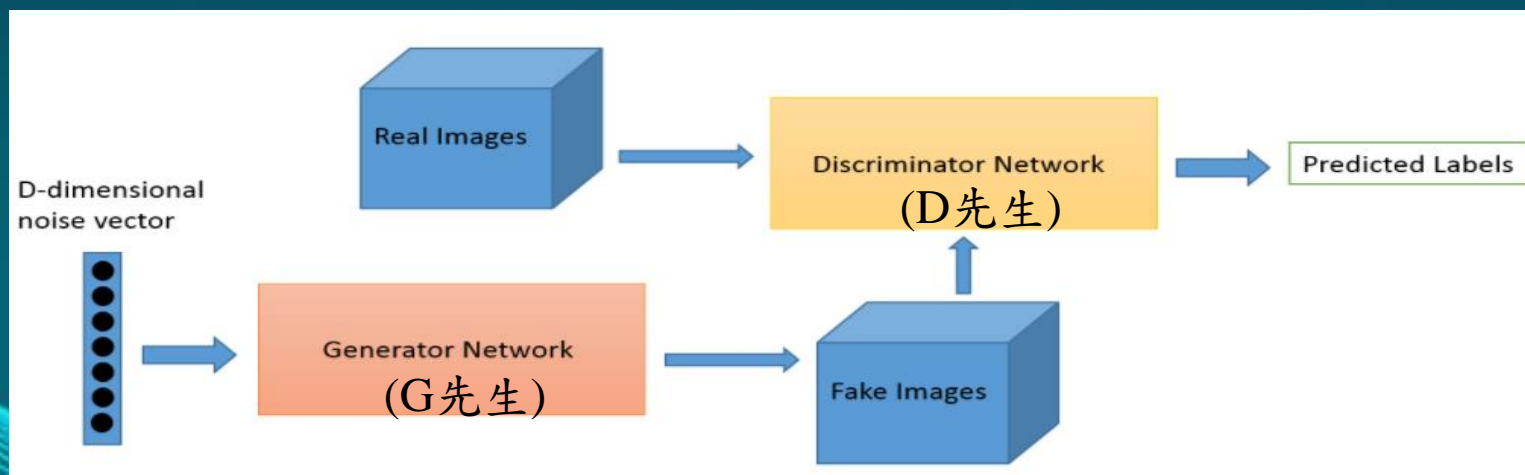 Real Images
Discriminator Network
(D先生)
Predicted Labels
D-dimensional
noise vector
Generator Network
(G先生)
Fake Images